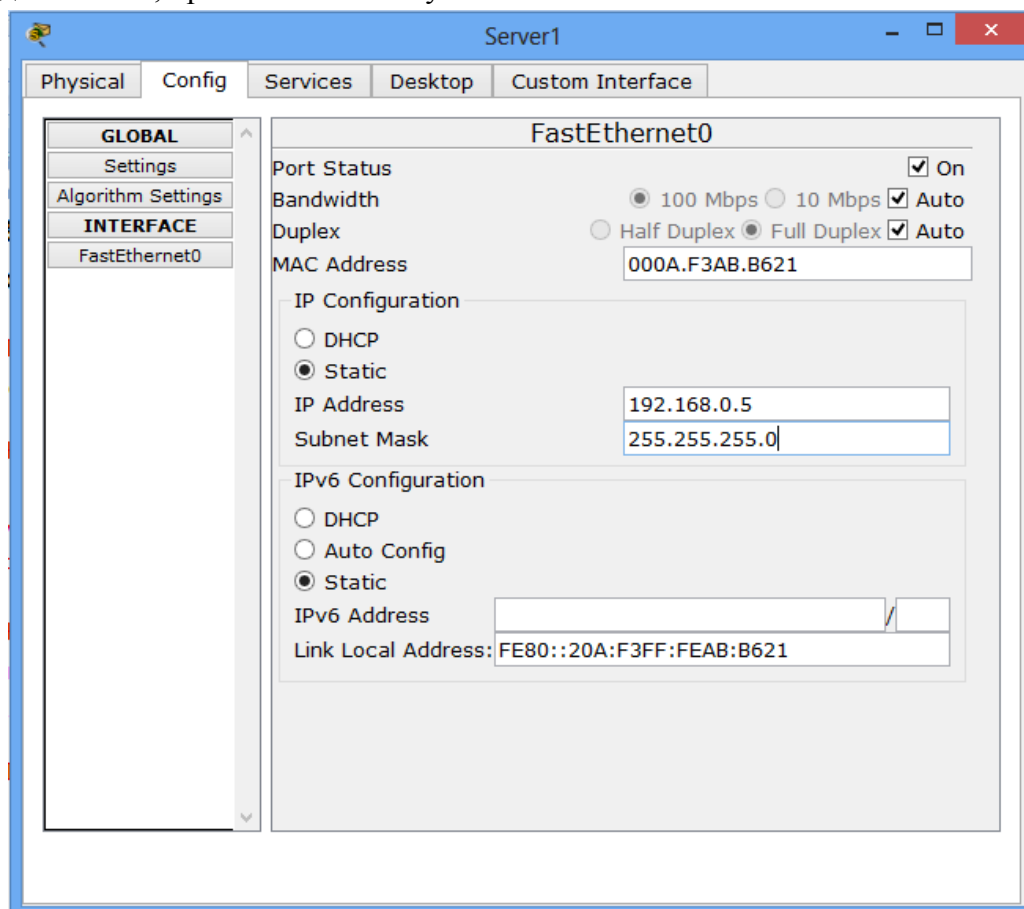 Server1
Physical Config Services Desktop Custom Interface
GLOBAL
Settings
Algorithm Settings
INTERFACE
FastEthernet0
FastEthernet0
Port Status On
Bandwidth 100 Mbps 10 Mbps Auto
Duplex Half Duplex Full Duplex Auto
MAC Address 000A.F3AB.B621
IP Configuration
DHCP
Static
IP Address 192.168.0.5
Subnet Mask 255.255.255.0
IPv6 Configuration
DHCP
Auto Config
Static
IPv6 Address /
Link Local Address: FE80::20A:F3FF:FEAB:B621